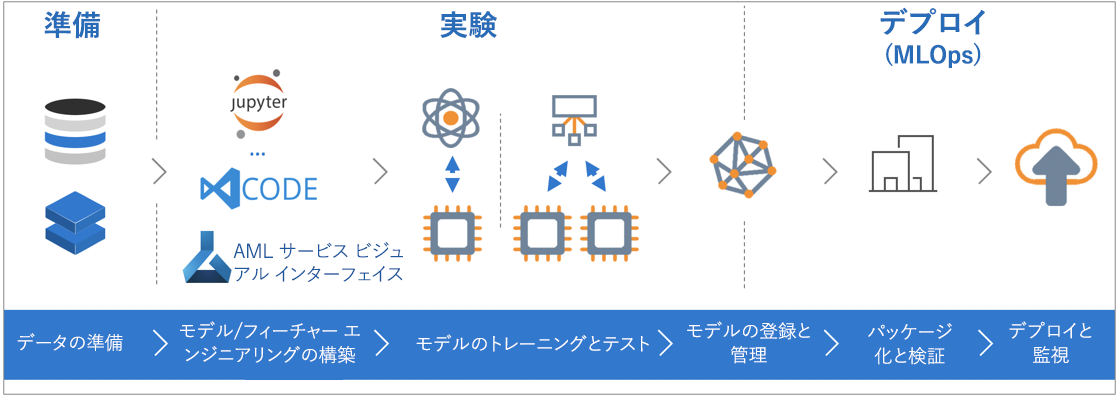 準備
実験
デプロイ
(MLOps)
jupyter
...
CODE
AML サービス ビジュ
アル インターフェイス
データの準備
モデル/フィーチャー エ
ンジニアリングの構築
モデルのトレーニングとテスト
モデルの登録と
管理
パッケージ
化と検証
デプロイと
監視